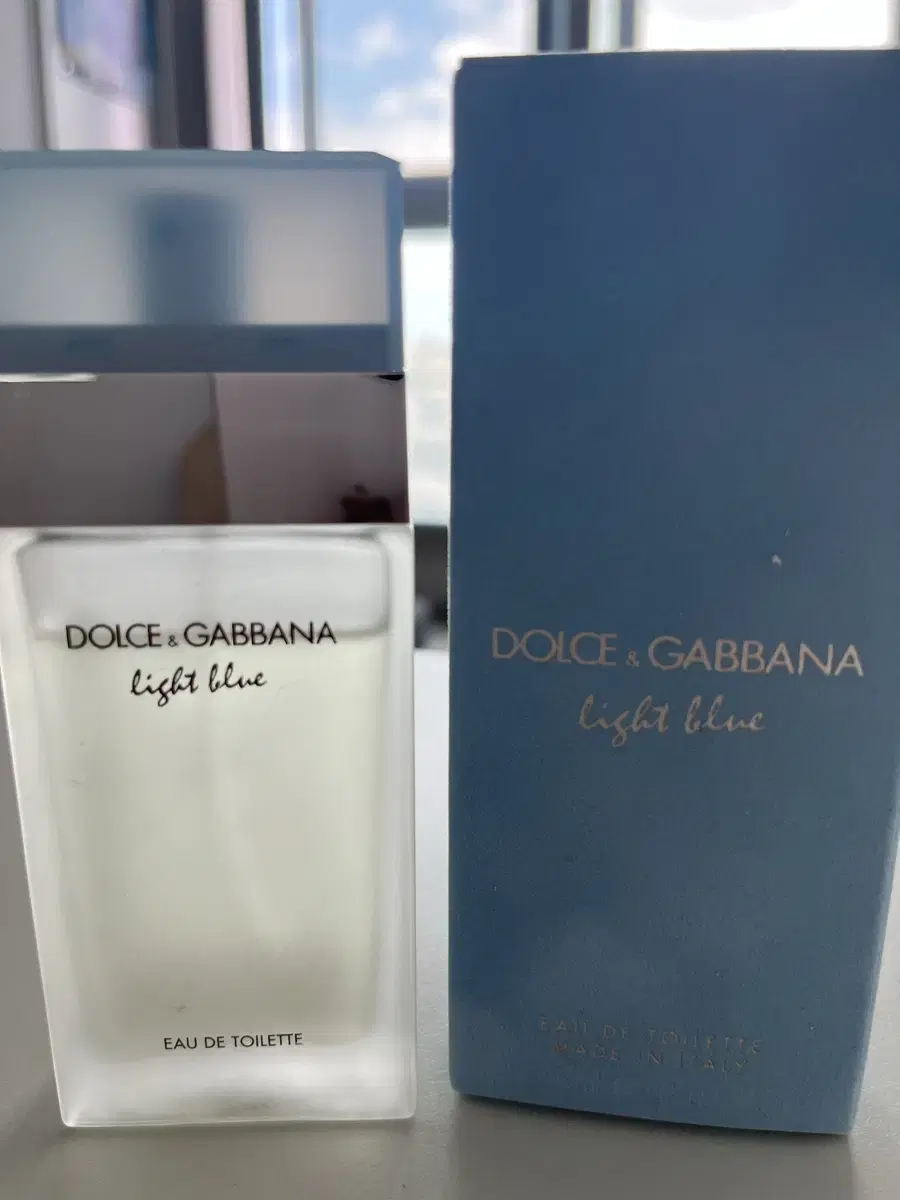 DOLCE & GABBANA
light blue
EAU DE TOILETTE
DOLCE & GABBANA
light blue
EAU DE TOILETTE
MADE IN ITALY